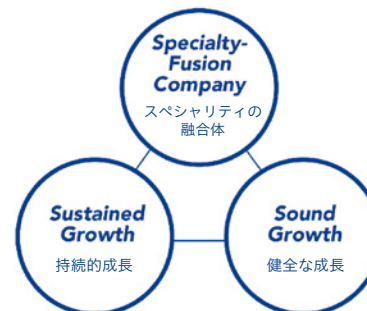 Specialty-
Fusion
Company
スペシャリティの
融合体
Sustained
Growth
持続的成長
Sound
Growth
健全な成長